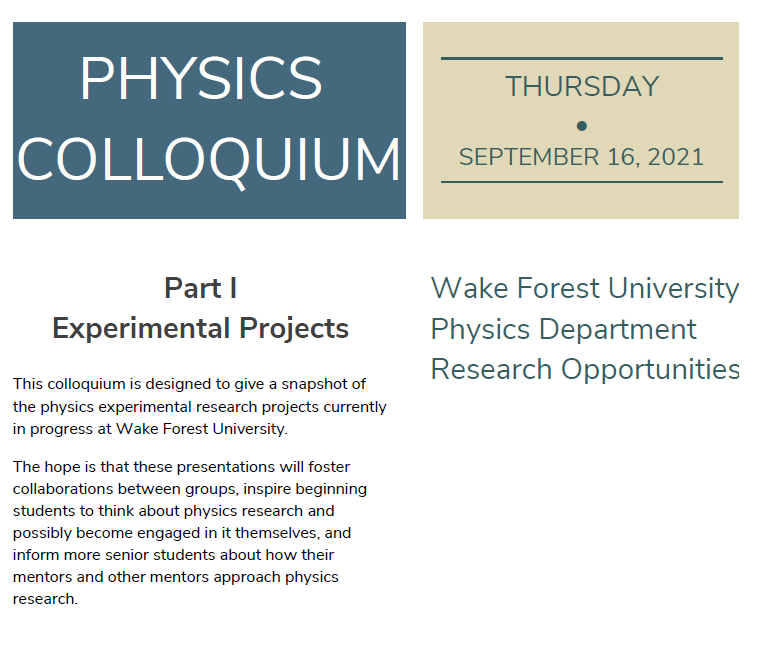 PHYSICS
COLLOQUIUM
THURSDAY
•
SEPTEMBER 16, 2021
Part I
Experimental Projects
This colloquium is designed to give a snapshot of
the physics experimental research projects currently
in progress at Wake Forest University.
The hope is that these presentations will foster
collaborations between groups, inspire beginning
students to think about physics research and
possibly become engaged in it themselves, and
inform more senior students about how their
mentors and other mentors approach physics
research.
Wake Forest University
Physics Department
Research Opportunities